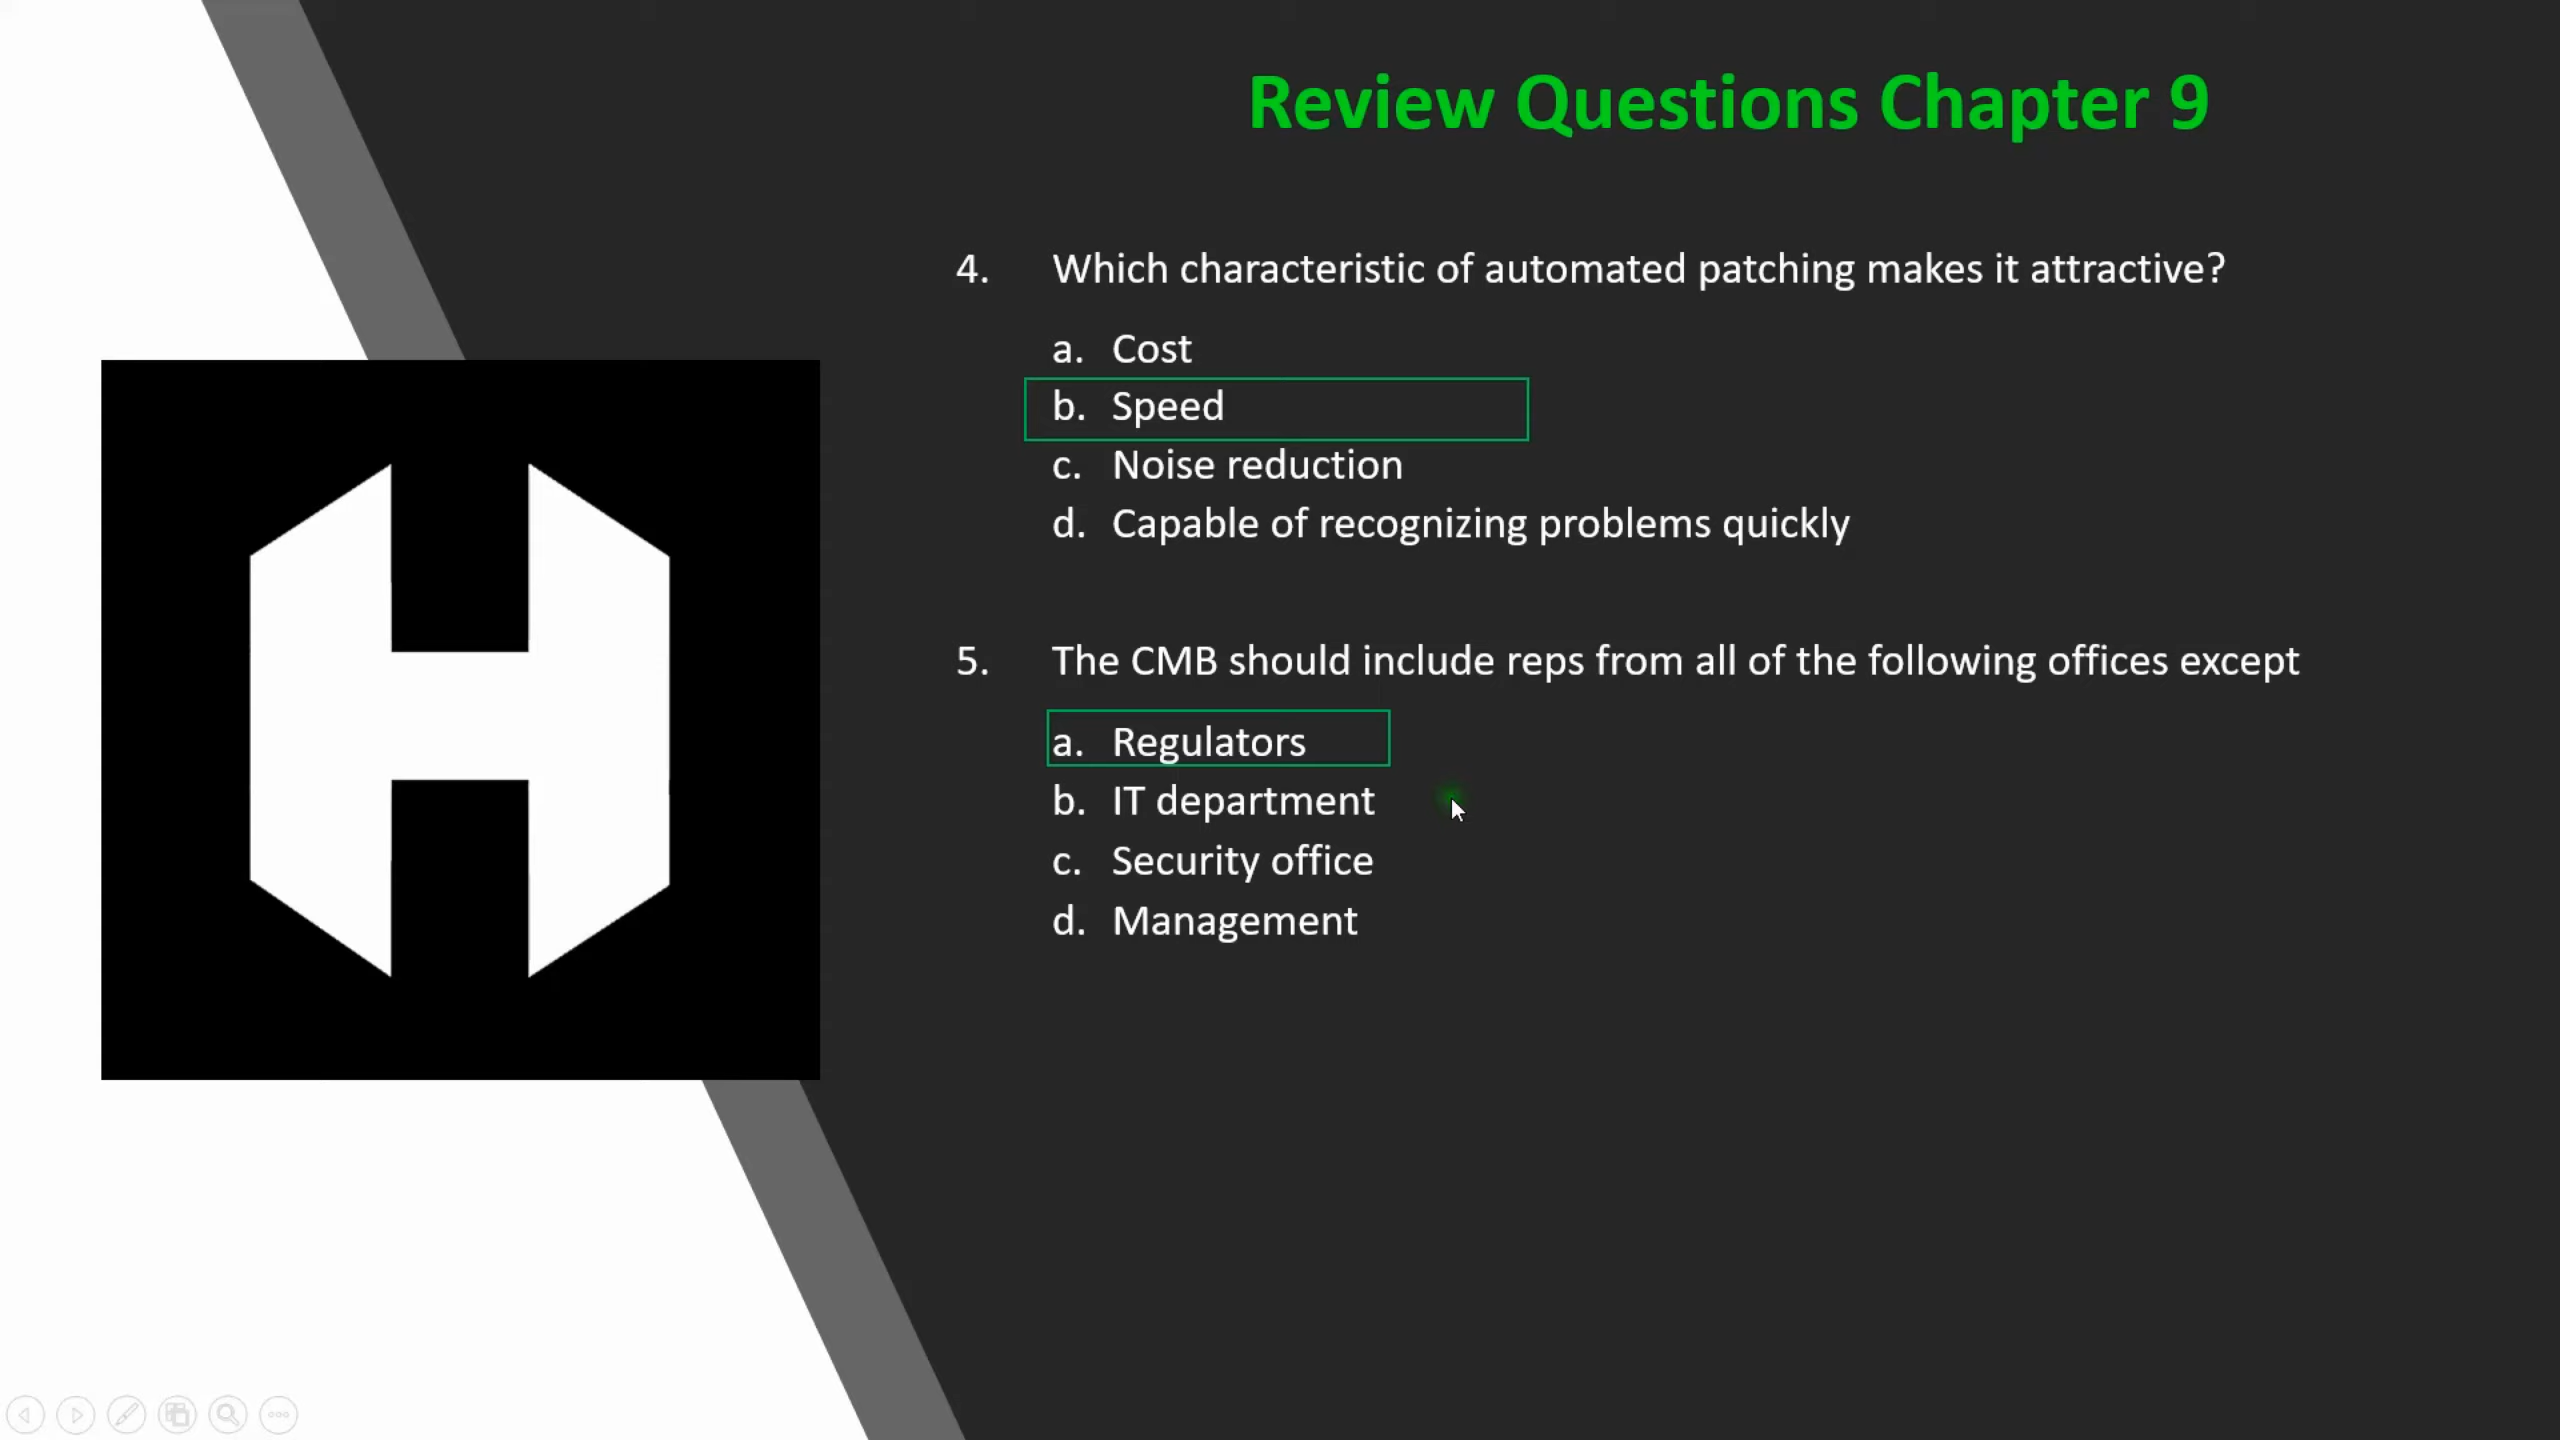 Review Questions Chapter 9
4. Which characteristic of automated patching makes it attractive?
a. Cost
b. Speed
c. Noise reduction
d. Capable of recognizing problems quickly
5. The CMB should include reps from all of the following offices except
a. Regulators
b. IT department
c. Security office
d. Management